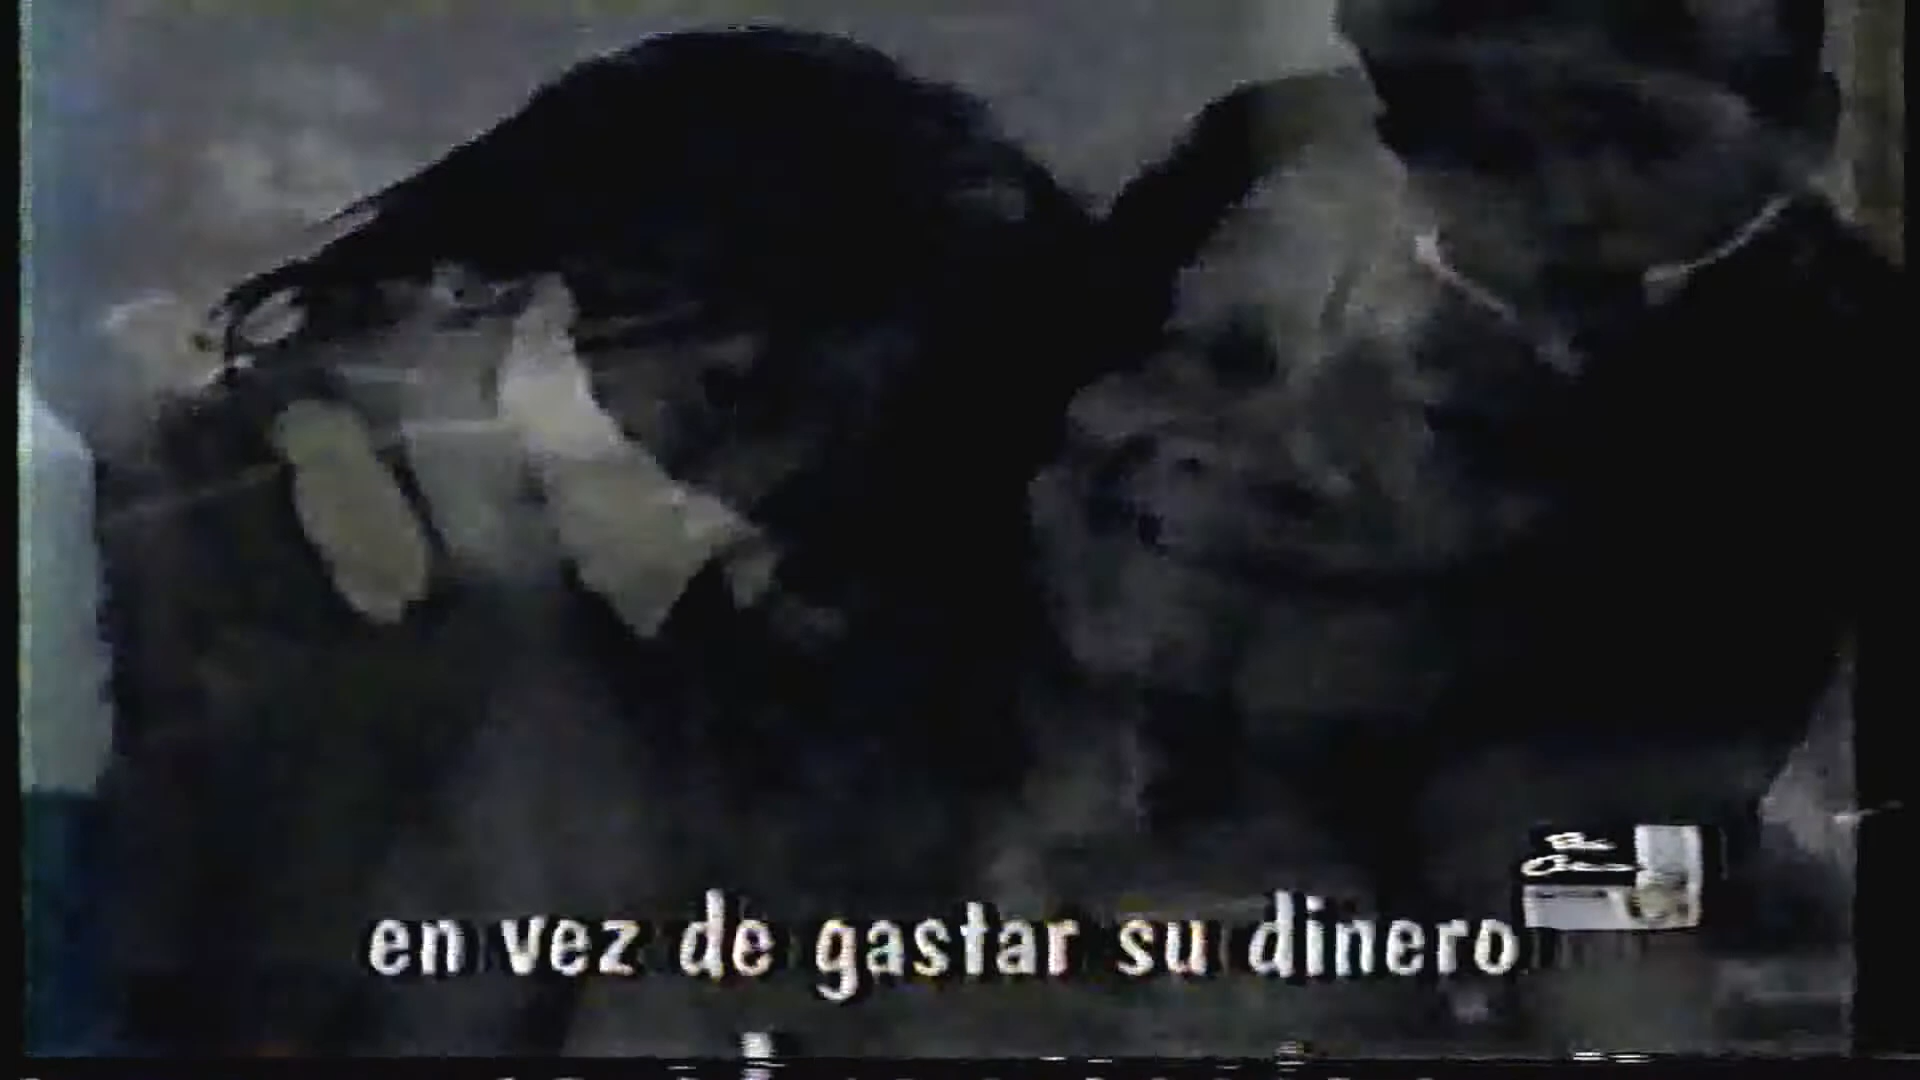 en vez de gastar su dinero